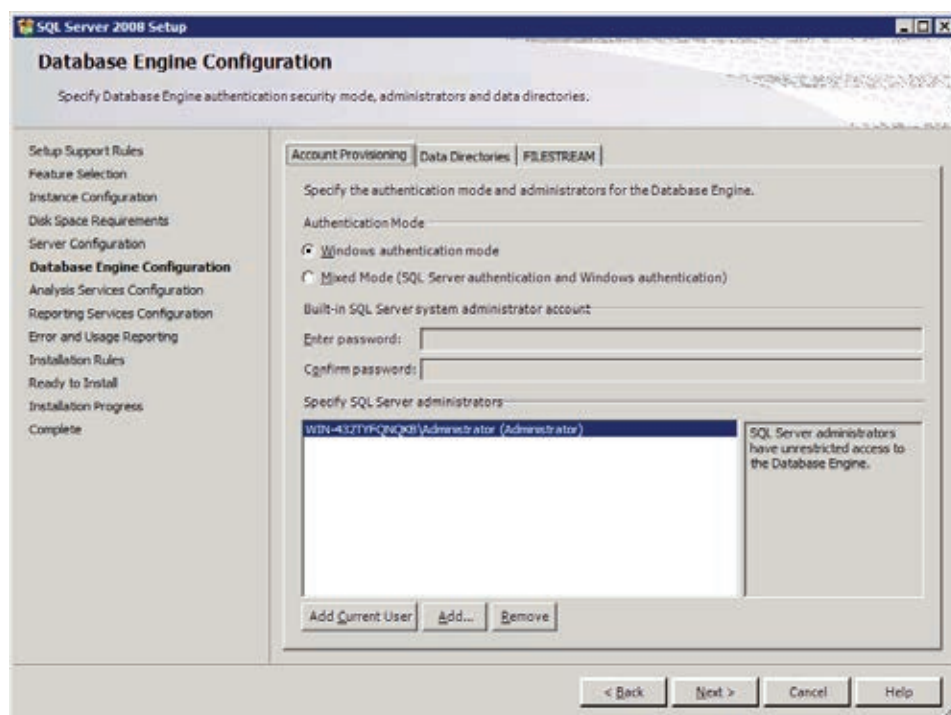 SQL Server 2008 Setup
Database Engine Configuration
Specify Database Engine authentication security mode, administrators and data directories.
Setup Support Rules
Feature Selection
Instance Configuration
Disk Space Requirements
Server Configuration
Database Engine Configuration
Analysis Services Configuration
Reporting Services Configuration
Error and Usage Reporting
Installation Rules
Ready to Install
Installation Progress
Complete
Account Provisioning Data Directories FILESTREAM
Specify the authentication mode and administrators for the Database Engine.
Authentication Mode
Windows authentication mode
Mixed Mode (SQL Server authentication and Windows authentication)
Built-in SQL Server system administrator account
Enter password:
Confirm password:
Specify SQL Server administrators
(Administrator)
SQL Server administrators
have unrestricted access to
the Database Engine.
Add Current User Add... Remove
< Back Next > Cancel Help